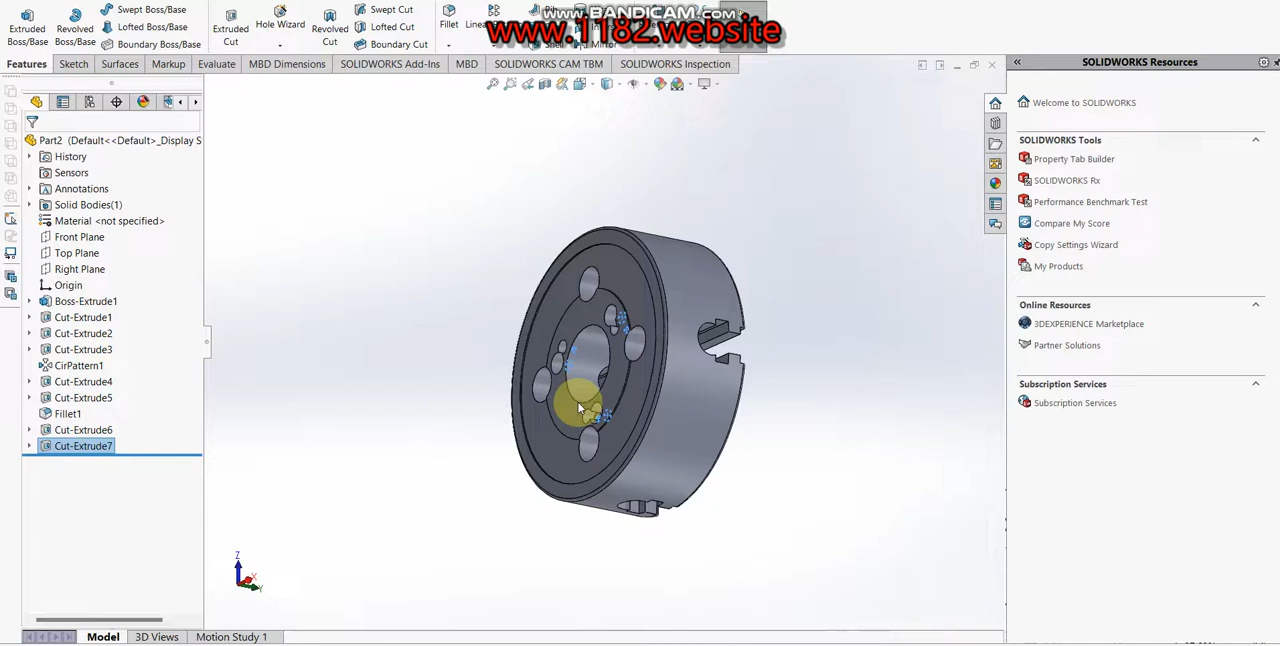 www.BANDICAM.com
www.1182.website
Extruded Boss/Base
Revolved Boss/Base
Swept Boss/Base
Lofted Boss/Base
Boundary Boss/Base
Extruded Cut
Hole Wizard
Revolved Cut
Swept Cut
Lofted Cut
Boundary Cut
Fillet
Shell
Mirror
Features
Sketch
Surfaces
Markup
Evaluate
MBD Dimensions
SOLIDWORKS Add-Ins
MBD
SOLIDWORKS CAM TBM
SOLIDWORKS Inspection
Part2 (Default<<Default>_Display S
History
Sensors
Annotations
Solid Bodies(1)
Material <not specified>
Front Plane
Top Plane
Right Plane
Origin
Boss-Extrude1
Cut-Extrude1
Cut-Extrude2
Cut-Extrude3
CirPattern1
Cut-Extrude4
Cut-Extrude5
Fillet1
Cut-Extrude6
Cut-Extrude7
Z
X
Y
Model
3D Views
Motion Study 1
SOLIDWORKS Resources
Welcome to SOLIDWORKS
SOLIDWORKS Tools
Property Tab Builder
SOLIDWORKS Rx
Performance Benchmark Test
Compare My Score
Copy Settings Wizard
My Products
Online Resources
3DEXPERIENCE Marketplace
Partner Solutions
Subscription Services
Subscription Services